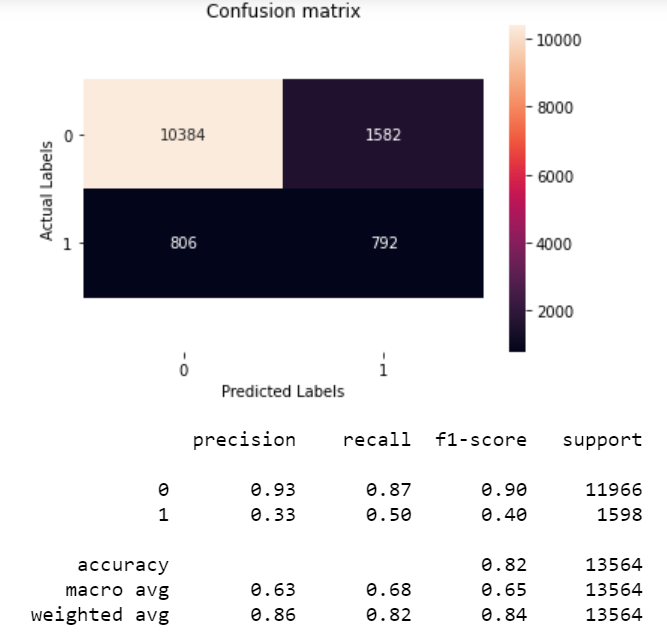 Confusion matrix
10000
8000
6000
4000
2000
Actual Labels
0 10384 1582
1 806 792
0 1
Predicted Labels
precision recall f1-score support
0 0.93 0.87 0.90 11966
1 0.33 0.50 0.40 1598
accuracy 0.82 13564
macro avg 0.63 0.68 0.65 13564
weighted avg 0.86 0.82 0.84 13564